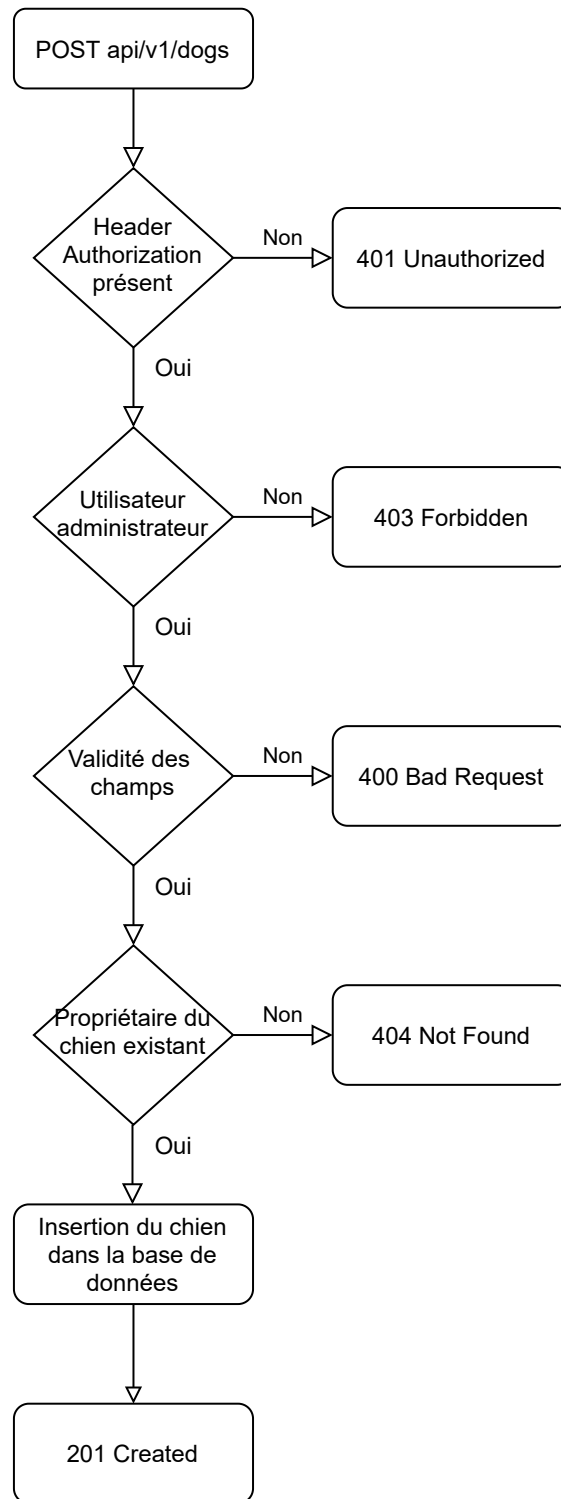 POST api/v1/dogs
Header
Authorization
présent
Non
401 Unauthorized
Oui
Utilisateur
administrateur
Non
403 Forbidden
Oui
Validité des
champs
Non
400 Bad Request
Oui
Propriétaire du
chien existant
Non
404 Not Found
Oui
Insertion du chien
dans la base de
données
201 Created